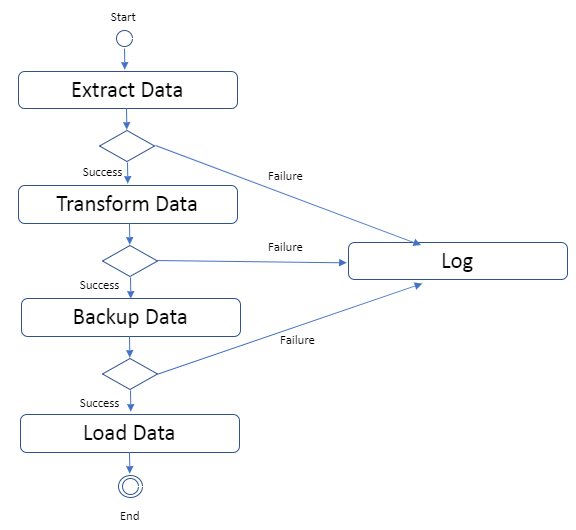 Start
Extract Data
Success
Failure
Transform Data
Failure
Log
Success
Backup Data
Failure
Success
Load Data
End